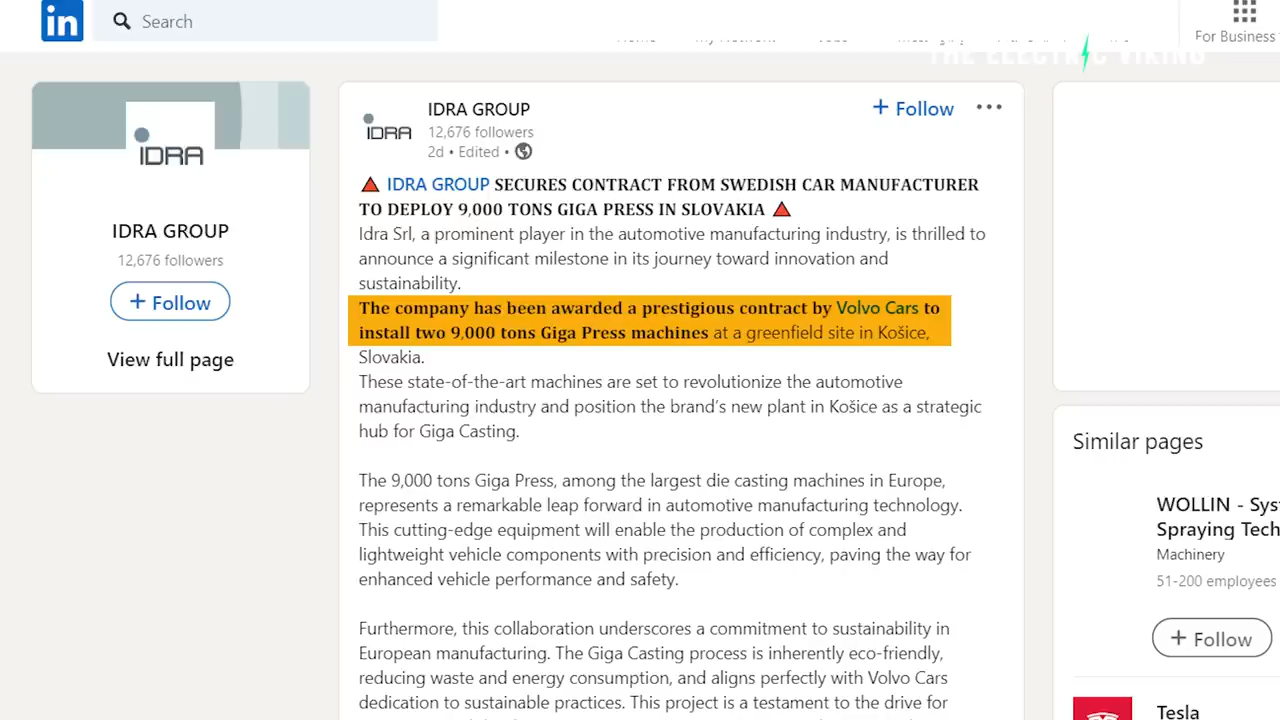 in
Search
For Business
THE ELECTRIC VIKING
IDRA
IDRA GROUP
12,676 followers
+ Follow
View full page
IDRA
IDRA GROUP
12,676 followers
2d • Edited •
+ Follow
🔺 IDRA GROUP SECURES CONTRACT FROM SWEDISH CAR MANUFACTURER
TO DEPLOY 9,000 TONS GIGA PRESS IN SLOVAKIA 🔺
Idra Srl, a prominent player in the automotive manufacturing industry, is thrilled to
announce a significant milestone in its journey toward innovation and
sustainability.
The company has been awarded a prestigious contract by Volvo Cars to
install two 9,000 tons Giga Press machines at a greenfield site in Košice,
Slovakia.
These state-of-the-art machines are set to revolutionize the automotive
manufacturing industry and position the brand's new plant in Košice as a strategic
hub for Giga Casting.
The 9,000 tons Giga Press, among the largest die casting machines in Europe,
represents a remarkable leap forward in automotive manufacturing technology.
This cutting-edge equipment will enable the production of complex and
lightweight vehicle components with precision and efficiency, paving the way for
enhanced vehicle performance and safety.
Furthermore, this collaboration underscores a commitment to sustainability in
European manufacturing. The Giga Casting process is inherently eco-friendly,
reducing waste and energy consumption, and aligns perfectly with Volvo Cars
dedication to sustainable practices. This project is a testament to the drive for
Similar pages
WOLLIN - Syst
Spraying Tech
Machinery
51-200 employees
+ Follow
Tesla